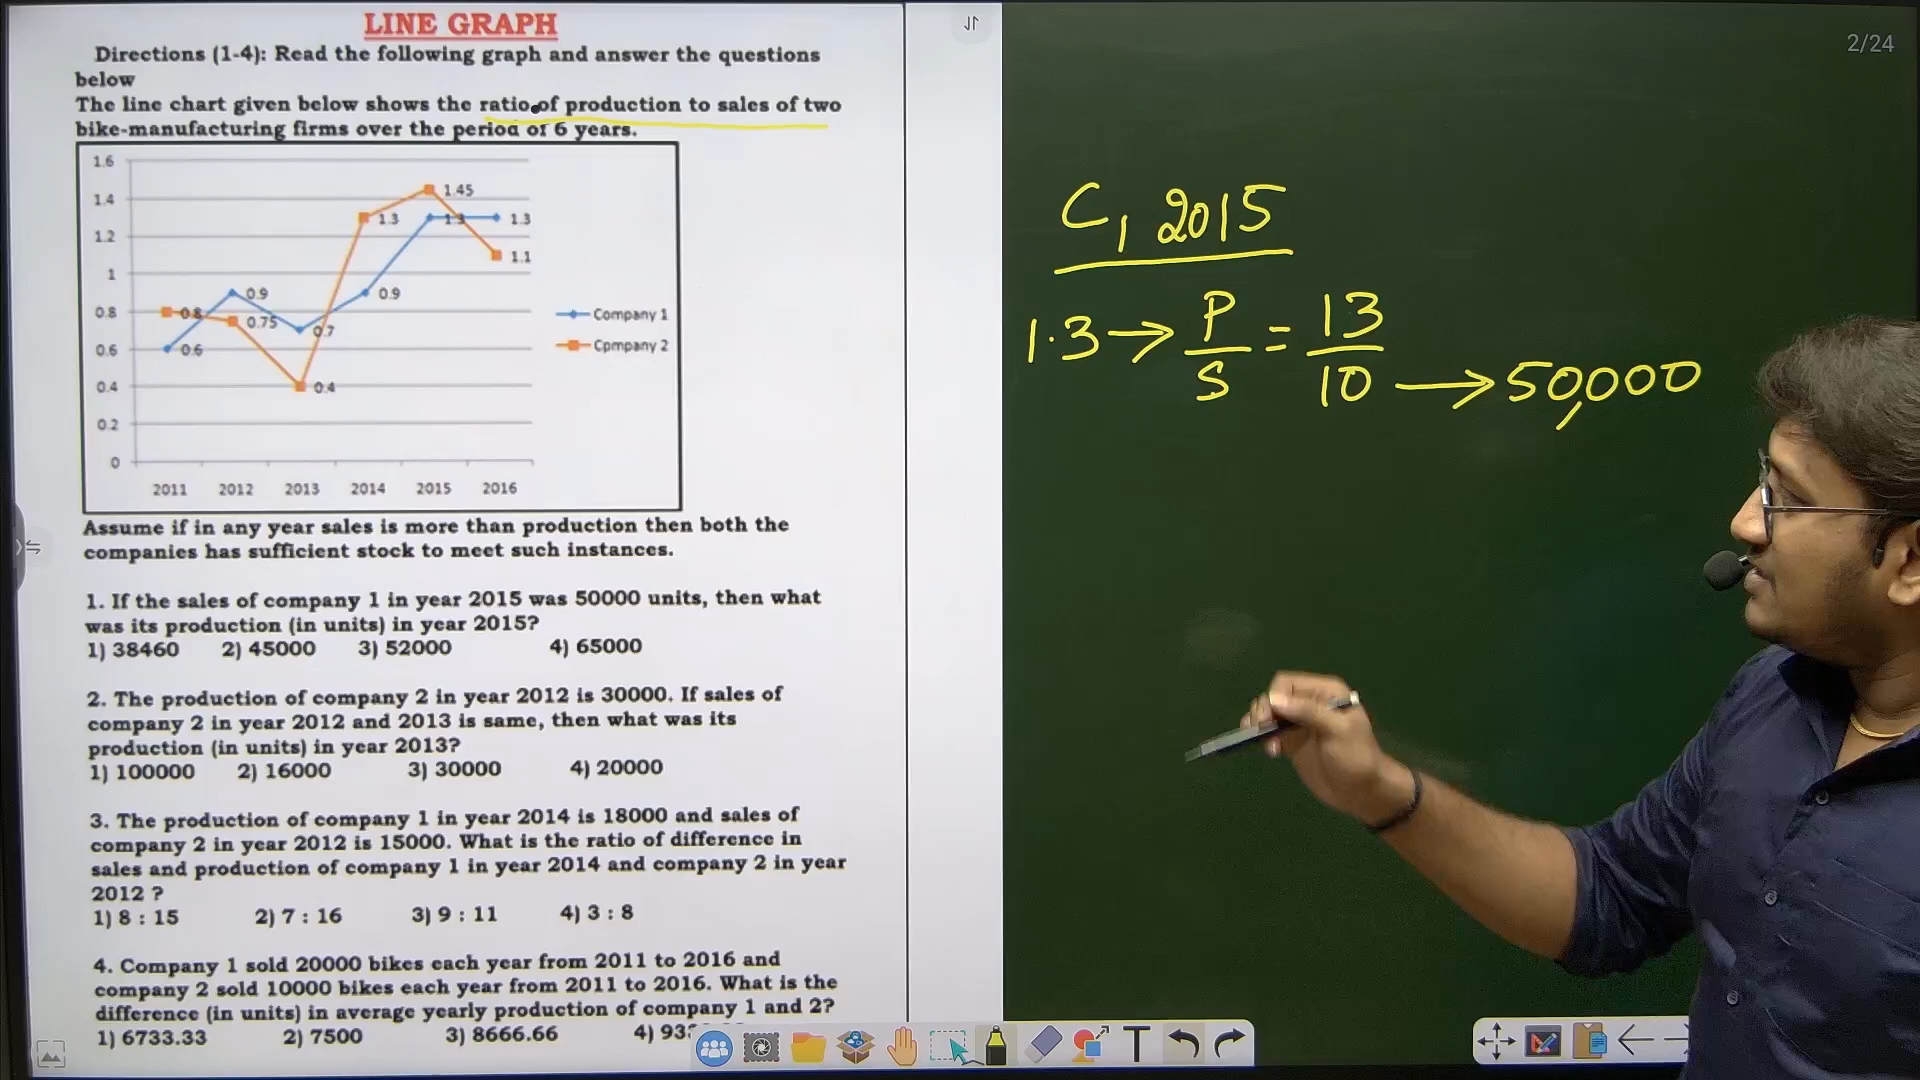 LINE GRAPH
Directions (1-4): Read the following graph and answer the questions
below
The line chart given below shows the ratio of production to sales of two
bike-manufacturing firms over the period of 6 years.
1.6
1.4
1.2
1
0.8
0.6
0.4
0.2
0
2011 2012 2013 2014 2015 2016
0.6 0.9 0.7 0.9 1.3 1.3
0.8 0.75 0.4 1.3 1.45 1.1
Company 1
Cpmpany 2
Assume if in any year sales is more than production then both the
companies has sufficient stock to meet such instances.
1. If the sales of company 1 in year 2015 was 50000 units, then what
was its production (in units) in year 2015?
1) 38460 2) 45000 3) 52000 4) 65000
2. The production of company 2 in year 2012 is 30000. If sales of
company 2 in year 2012 and 2013 is same, then what was its
production (in units) in year 2013?
1) 100000 2) 16000 3) 30000 4) 20000
3. The production of company 1 in year 2014 is 18000 and sales of
company 2 in year 2012 is 15000. What is the ratio of difference in
sales and production of company 1 in year 2014 and company 2 in year
2012 ?
1) 8 : 15 2) 7 : 16 3) 9 : 11 4) 3 : 8
4. Company 1 sold 20000 bikes each year from 2011 to 2016 and
company 2 sold 10000 bikes each year from 2011 to 2016. What is the
difference (in units) in average yearly production of company 1 and 2?
1) 6733.33 2) 7500 3) 8666.66 4)
2/24
C1 2015
1.3 → P/S = 13/10 → 50,000
T